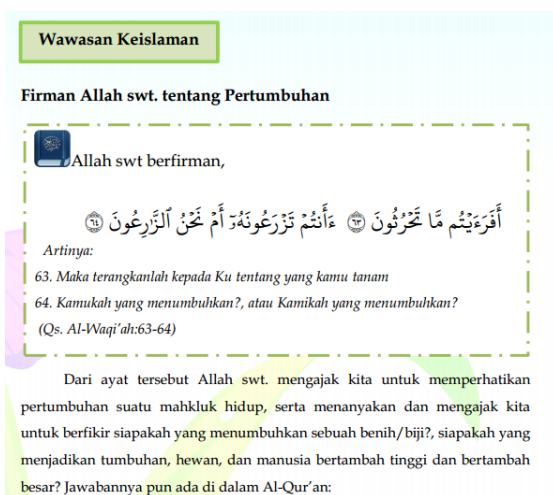 Wawasan Keislaman
Firman Allah swt. tentang Pertumbuhan
Allah swt berfirman,
أَفَرَءَيْتُم مَّا تَحْرُثُونَ ﴿٦٣﴾ ءَأَنتُمْ تَزْرَعُونَهُۥٓ أَمْ نَحْنُ ٱلزَّٰرِعُونَ ﴿٦٤﴾
Artinya:
63. Maka terangkanlah kepada Ku tentang yang kamu tanam
64. Kamukah yang menumbuhkan?, atau Kamikah yang menumbuhkan?
(Qs. Al-Waqi'ah:63-64)
Dari ayat tersebut Allah swt. mengajak kita untuk memperhatikan
pertumbuhan suatu mahkluk hidup, serta menanyakan dan mengajak kita
untuk berfikir siapakah yang menumbuhkan sebuah benih/biji?, siapakah yang
menjadikan tumbuhan, hewan, dan manusia bertambah tinggi dan bertambah
besar? Jawabannya pun ada di dalam Al-Qur'an: